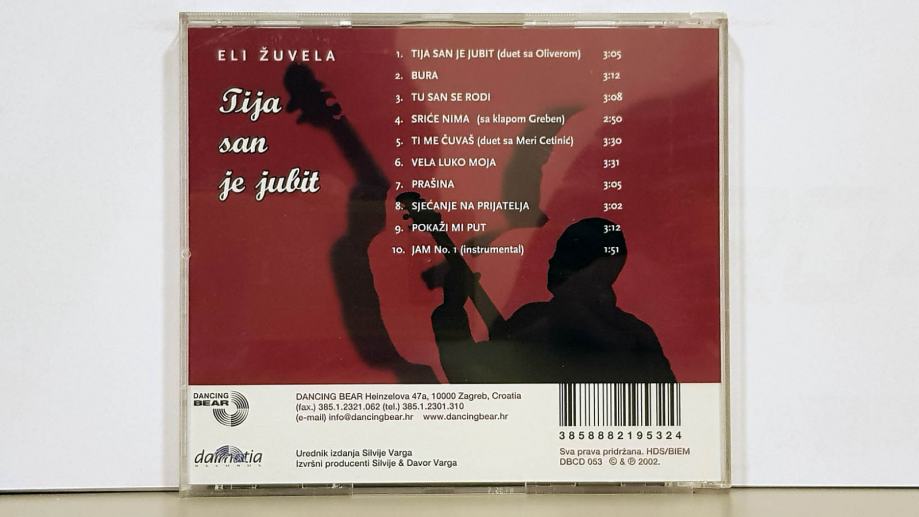 ELI ŽUVELA
Tija
san
je jubit
1. TIJA SAN JE JUBIT (duet sa Oliverom) 3:05
2. BURA 3:12
3. TU SAN SE RODI 3:08
4. SRIĆE NIMA (sa klapom Greben) 2:50
5. TI ME ČUVAŠ (duet sa Meri Cetinić) 3:30
6. VELA LUKO MOJA 3:31
7. PRAŠINA 3:05
8. SJEĆANJE NA PRIJATELJA 3:02
9. POKAŽI MI PUT 3:12
10. JAM No. 1 (instrumental) 1:51
DANCING
BEAR
DANCING BEAR Heinzelova 47a, 10000 Zagreb, Croatia
(fax.) 385.1.2321.062 (tel.) 385.1.2301.310
(e-mail) info@dancingbear.hr www.dancingbear.hr
dalmatia
RECORDS
Urednik izdanja Silvije Varga
Izvršni producenti Silvije & Davor Varga
3858882195324
Sva prava pridržana. HDS/BIEM
DBCD 053 © & ℗ 2002.